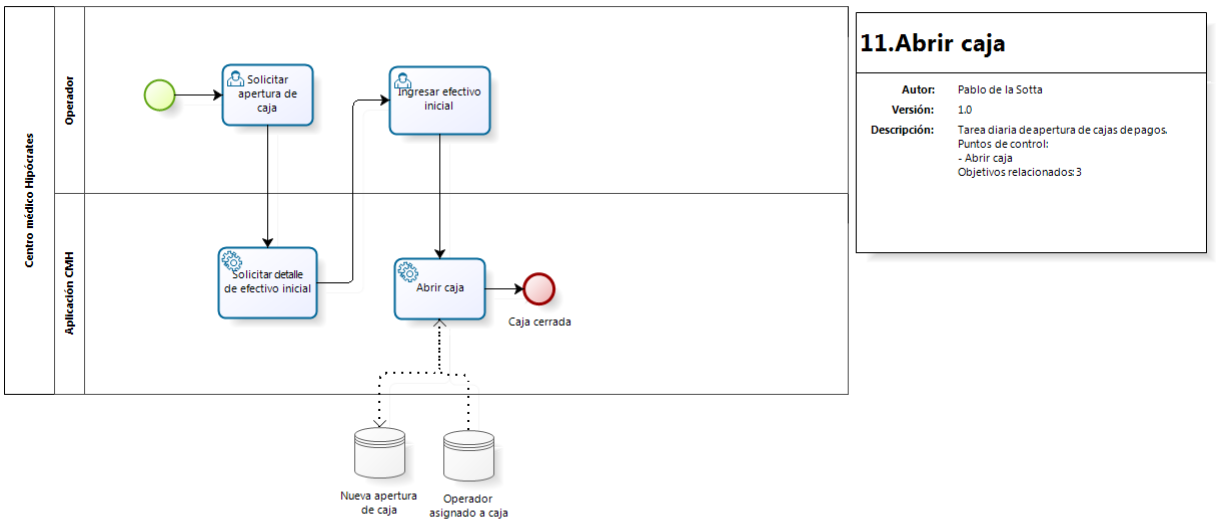 Centro médico Hipócrates
Operador
Solicitar
apertura de
caja
Ingresar efectivo
inicial
Aplicación CMH
Solicitar detalle
de efectivo inicial
Abrir caja
Caja cerrada
Nueva apertura
de caja
Operador
asignado a caja
11.Abrir caja
Autor: Pablo de la Sotta
Versión: 1.0
Descripción: Tarea diaria de apertura de cajas de pagos.
Puntos de control:
- Abrir caja
Objetivos relacionados: 3